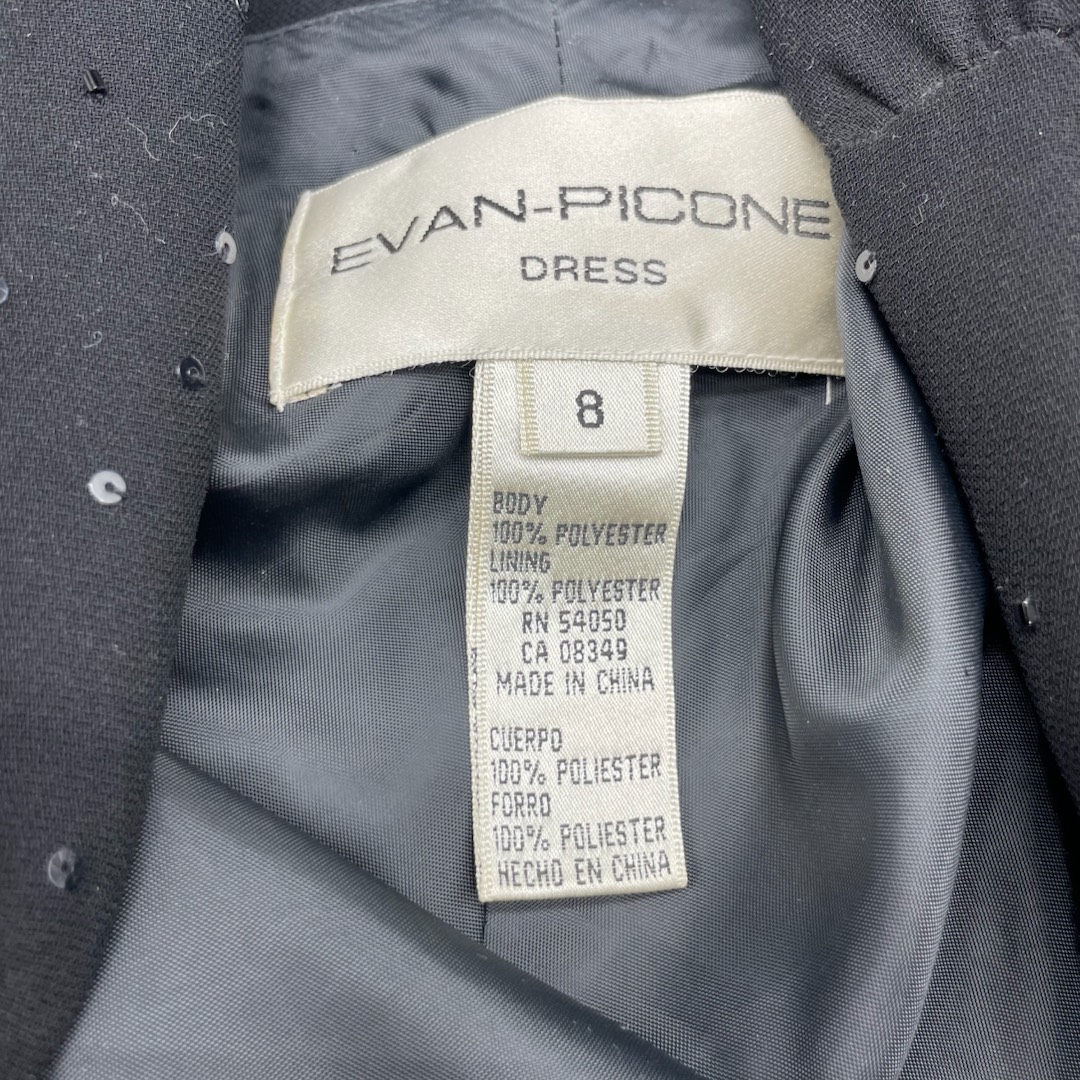 EVAN-PICONE
DRESS
8
BODY
100% POLYESTER
LINING
100% POLYESTER
RN 54050
CA 08349
MADE IN CHINA
CUERPO
100% POLIESTER
FORRO
100% POLIESTER
HECHO EN CHINA